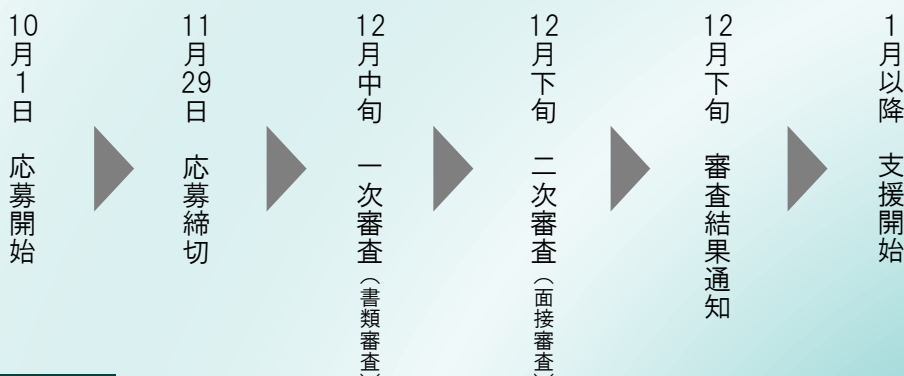 10月1日　応募開始
11月29日　応募締切
12月中旬　一次審査（書類審査）
12月下旬　二次審査（面接審査）
12月下旬　審査結果通知
1月以降　支援開始